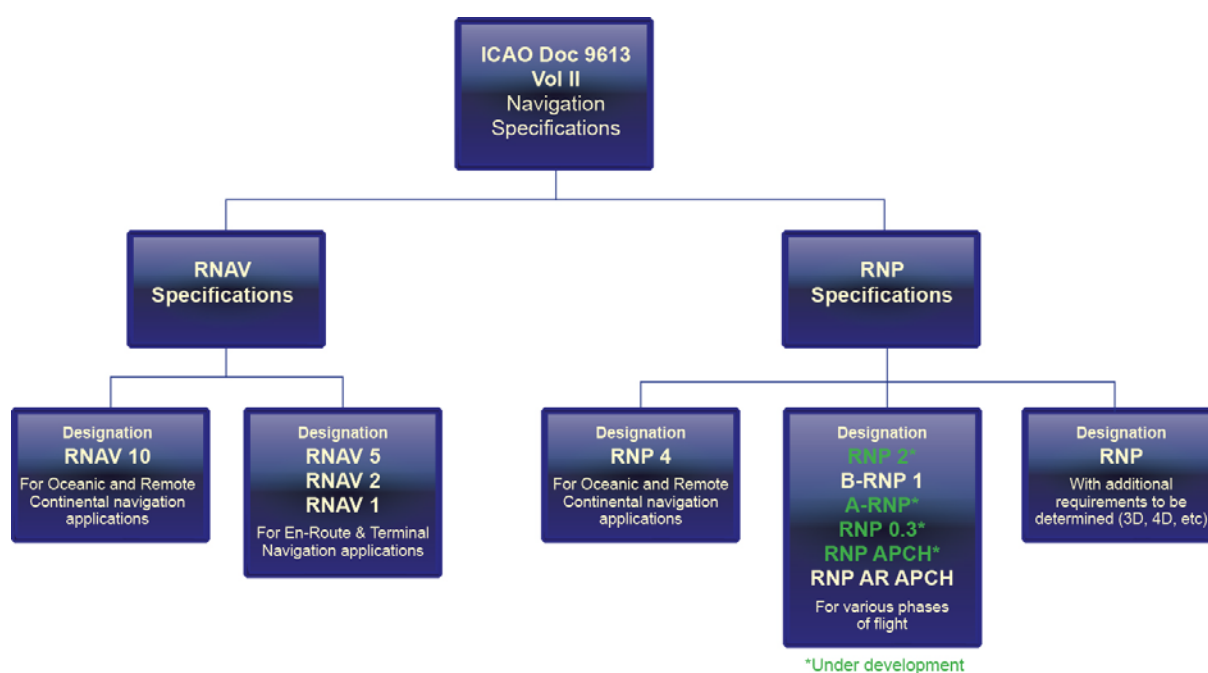 ICAO Doc 9613
Vol II
Navigation
Specifications
RNAV
Specifications
RNP
Specifications
Designation
RNAV 10
For Oceanic and Remote
Continental navigation
applications
Designation
RNAV 5
RNAV 2
RNAV 1
For En-Route & Terminal
Navigation applications
Designation
RNP 4
For Oceanic and Remote
Continental navigation
applications
Designation
RNP 2*
B-RNP 1
A-RNP*
RNP 0.3*
RNP APCH*
RNP AR APCH
For various phases
of flight
Designation
RNP
With additional
requirements to be
determined (3D, 4D, etc)
*Under development